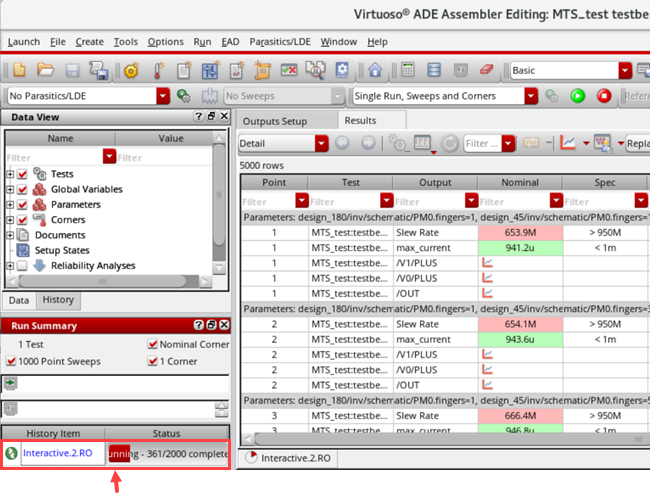 Virtuoso® ADE Assembler Editing: MTS_test testbe
Launch File Create Tools Options Run EAD Parasitics/LDE Window Help
Basic
No Parasitics/LDE No Sweeps Single Run, Sweeps and Corners Refere
Data View
Name Value
Filter Filter
Tests
Global Variables
Parameters
Corners
Documents
Setup States
Reliability Analyses
Data History
Run Summary
1 Test Nominal Corner
1000 Point Sweeps 1 Corner
History Item Status
Interactive.2.RO unning - 361/2000 complete
Outputs Setup Results
Detail Filter ... Repla
5000 rows
Point Test Output Nominal Spec
Filter Filter Filter Filter Filter
Parameters: design_180/inv/schematic/PM0.fingers=1, design_45/inv/schematic/PM0.fingers=1
1 MTS_test:testbe... Slew Rate 653.9M > 950M
1 MTS_test:testbe... max_current 941.2u < 1m
1 MTS_test:testbe... /V1/PLUS
1 MTS_test:testbe... /V0/PLUS
1 MTS_test:testbe... /OUT
Parameters: design_180/inv/schematic/PM0.fingers=1, design_45/inv/schematic/PM0.fingers=3
2 MTS_test:testbe... Slew Rate 654.1M > 950M
2 MTS_test:testbe... max_current 943.6u < 1m
2 MTS_test:testbe... /V1/PLUS
2 MTS_test:testbe... /V0/PLUS
2 MTS_test:testbe... /OUT
Parameters: design_180/inv/schematic/PM0.fingers=1, design_45/inv/schematic/PM0.fingers=5
3 MTS_test:testbe... Slew Rate 666.4M > 950M
3 MTS_test:testbe... max_current 946.8u < 1m
Interactive.2.RO